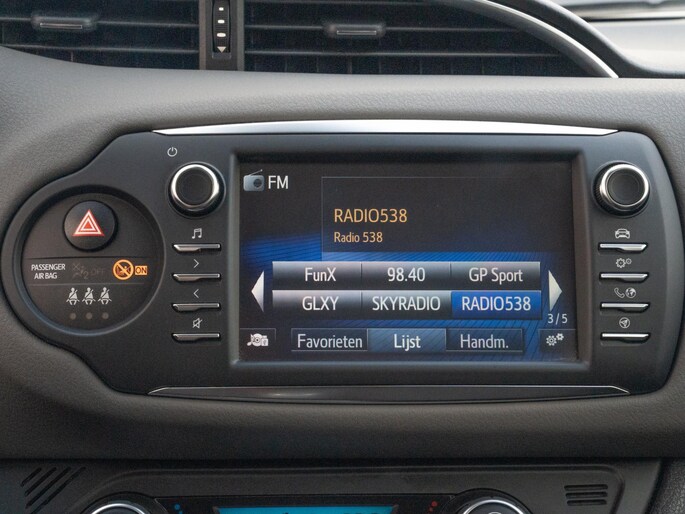 FM
RADIO538
Radio 538
FunX 98.40 GP Sport
GLXY SKYRADIO RADIO538
3/5
Favorieten Lijst Handm.
PASSENGER
AIR BAG
OFF
ON